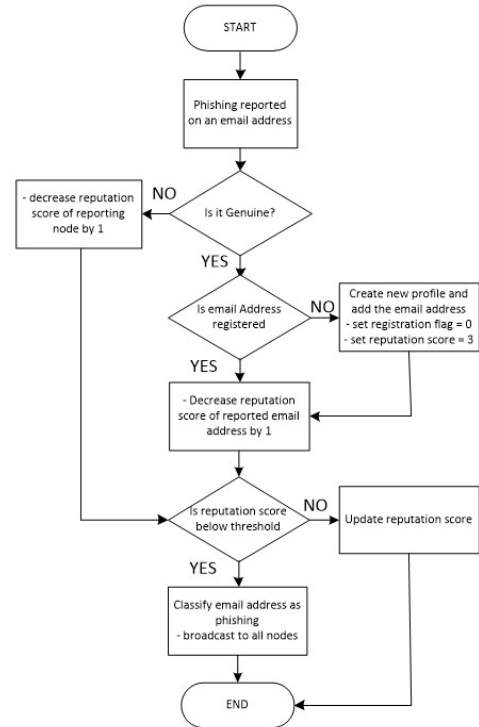 START
Phishing reported
on an email address
NO
- decrease reputation
score of reporting
node by 1
Is it Genuine?
YES
Is email Address
registered
NO
Create new profile and
add the email address
- set registration flag = 0
- set reputation score = 3
YES
- Decrease reputation
score of reported email
address by 1
Is reputation score
below threshold
NO
Update reputation score
YES
Classify email address as
phishing
- broadcast to all nodes
END